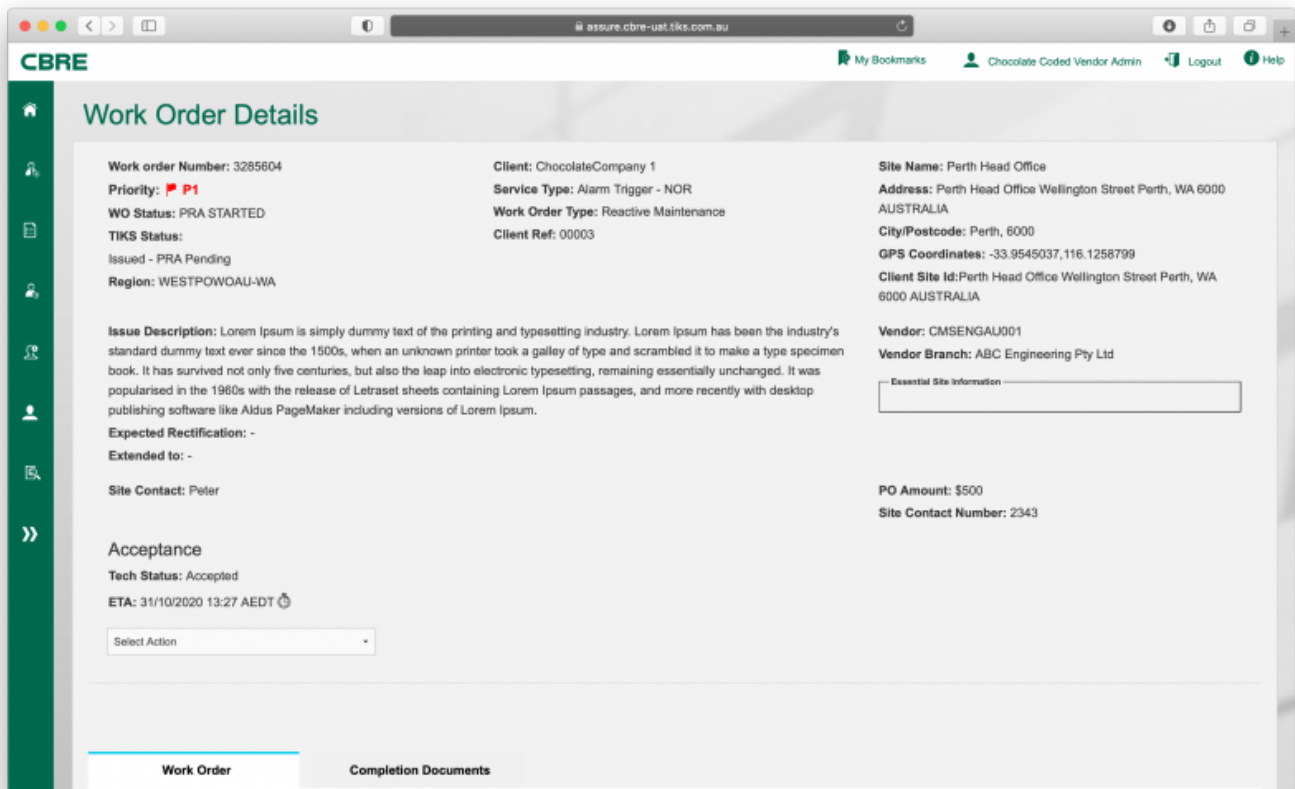 assure.cbre-uat.tiks.com.au
CBRE
My Bookmarks
Chocolate Coded Vendor Admin
Logout
Help
Work Order Details
Work order Number: 3285604
Priority: P1
WO Status: PRA STARTED
TIKS Status:
Issued - PRA Pending
Region: WESTPOWOAU-WA
Client: ChocolateCompany 1
Service Type: Alarm Trigger - NOR
Work Order Type: Reactive Maintenance
Client Ref: 00003
Site Name: Perth Head Office
Address: Perth Head Office Wellington Street Perth, WA 6000
AUSTRALIA
City/Postcode: Perth, 6000
GPS Coordinates: -33.9545037,116.1258799
Client Site Id:Perth Head Office Wellington Street Perth, WA
6000 AUSTRALIA
Issue Description: Lorem Ipsum is simply dummy text of the printing and typesetting industry. Lorem Ipsum has been the industry's
standard dummy text ever since the 1500s, when an unknown printer took a galley of type and scrambled it to make a type specimen
book. It has survived not only five centuries, but also the leap into electronic typesetting, remaining essentially unchanged. It was
popularised in the 1960s with the release of Letraset sheets containing Lorem Ipsum passages, and more recently with desktop
publishing software like Aldus PageMaker including versions of Lorem Ipsum.
Expected Rectification: -
Extended to: -
Vendor: CMSENGAU001
Vendor Branch: ABC Engineering Pty Ltd
Essential Site Information
Site Contact: Peter
PO Amount: $500
Site Contact Number: 2343
Acceptance
Tech Status: Accepted
ETA: 31/10/2020 13:27 AEDT
Select Action
Work Order
Completion Documents